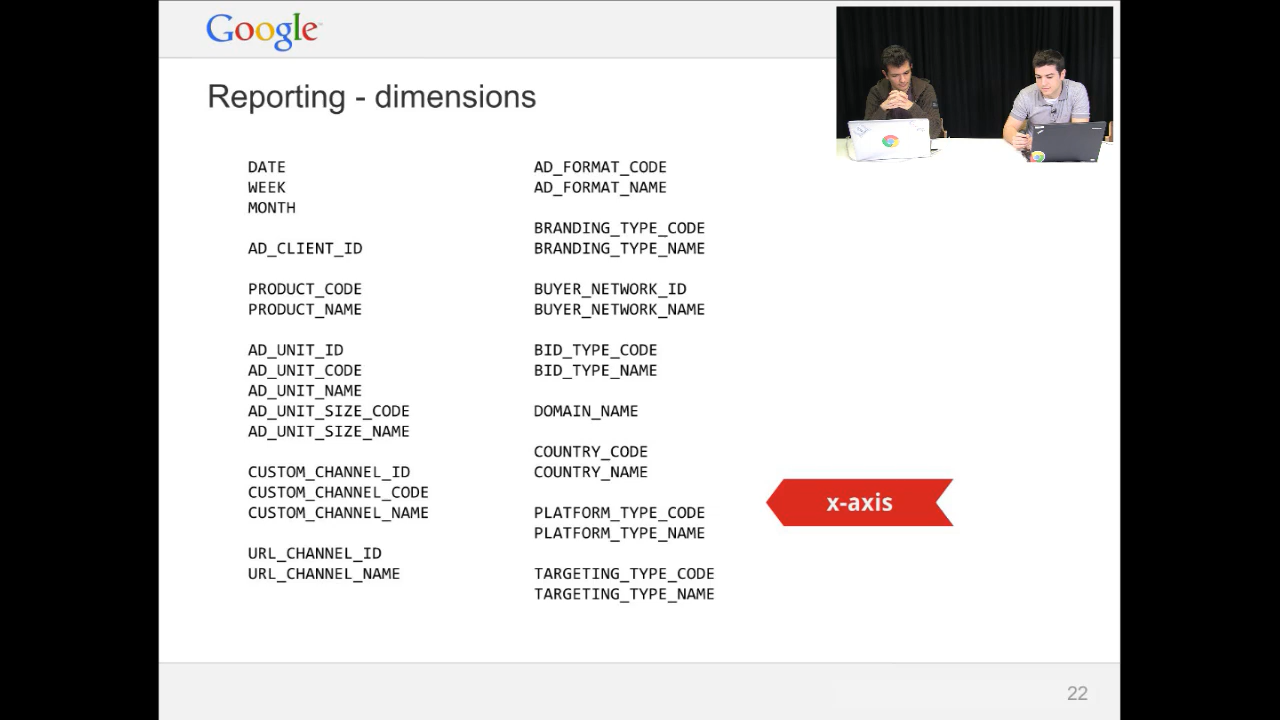 Google
Reporting - dimensions
DATE
WEEK
MONTH
AD_CLIENT_ID
PRODUCT_CODE
PRODUCT_NAME
AD_UNIT_ID
AD_UNIT_CODE
AD_UNIT_NAME
AD_UNIT_SIZE_CODE
AD_UNIT_SIZE_NAME
CUSTOM_CHANNEL_ID
CUSTOM_CHANNEL_CODE
CUSTOM_CHANNEL_NAME
URL_CHANNEL_ID
URL_CHANNEL_NAME
AD_FORMAT_CODE
AD_FORMAT_NAME
BRANDING_TYPE_CODE
BRANDING_TYPE_NAME
BUYER_NETWORK_ID
BUYER_NETWORK_NAME
BID_TYPE_CODE
BID_TYPE_NAME
DOMAIN_NAME
COUNTRY_CODE
COUNTRY_NAME
PLATFORM_TYPE_CODE
PLATFORM_TYPE_NAME
TARGETING_TYPE_CODE
TARGETING_TYPE_NAME
x-axis
22